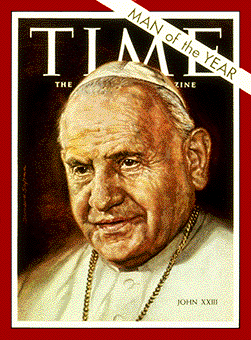 MAN of the YEAR
TIME
THE
ZINE
JOHN XXIII